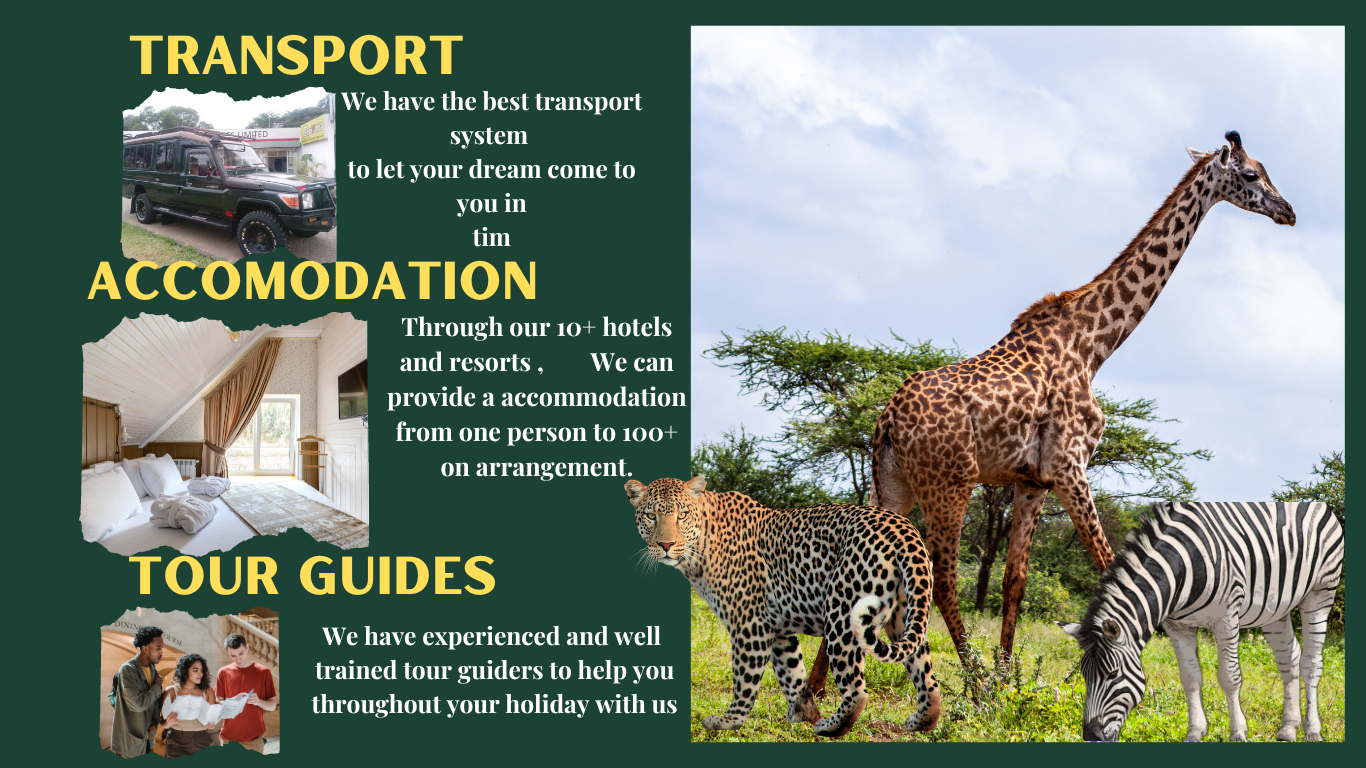 TRANSPORT
We have the best transport
system
to let your dream come to
you in
tim
ACCOMODATION
Through our 10+ hotels
and resorts , We can
provide a accommodation
from one person to 100+
on arrangement.
TOUR GUIDES
We have experienced and well
trained tour guiders to help you
throughout your holiday with us
LIMITED